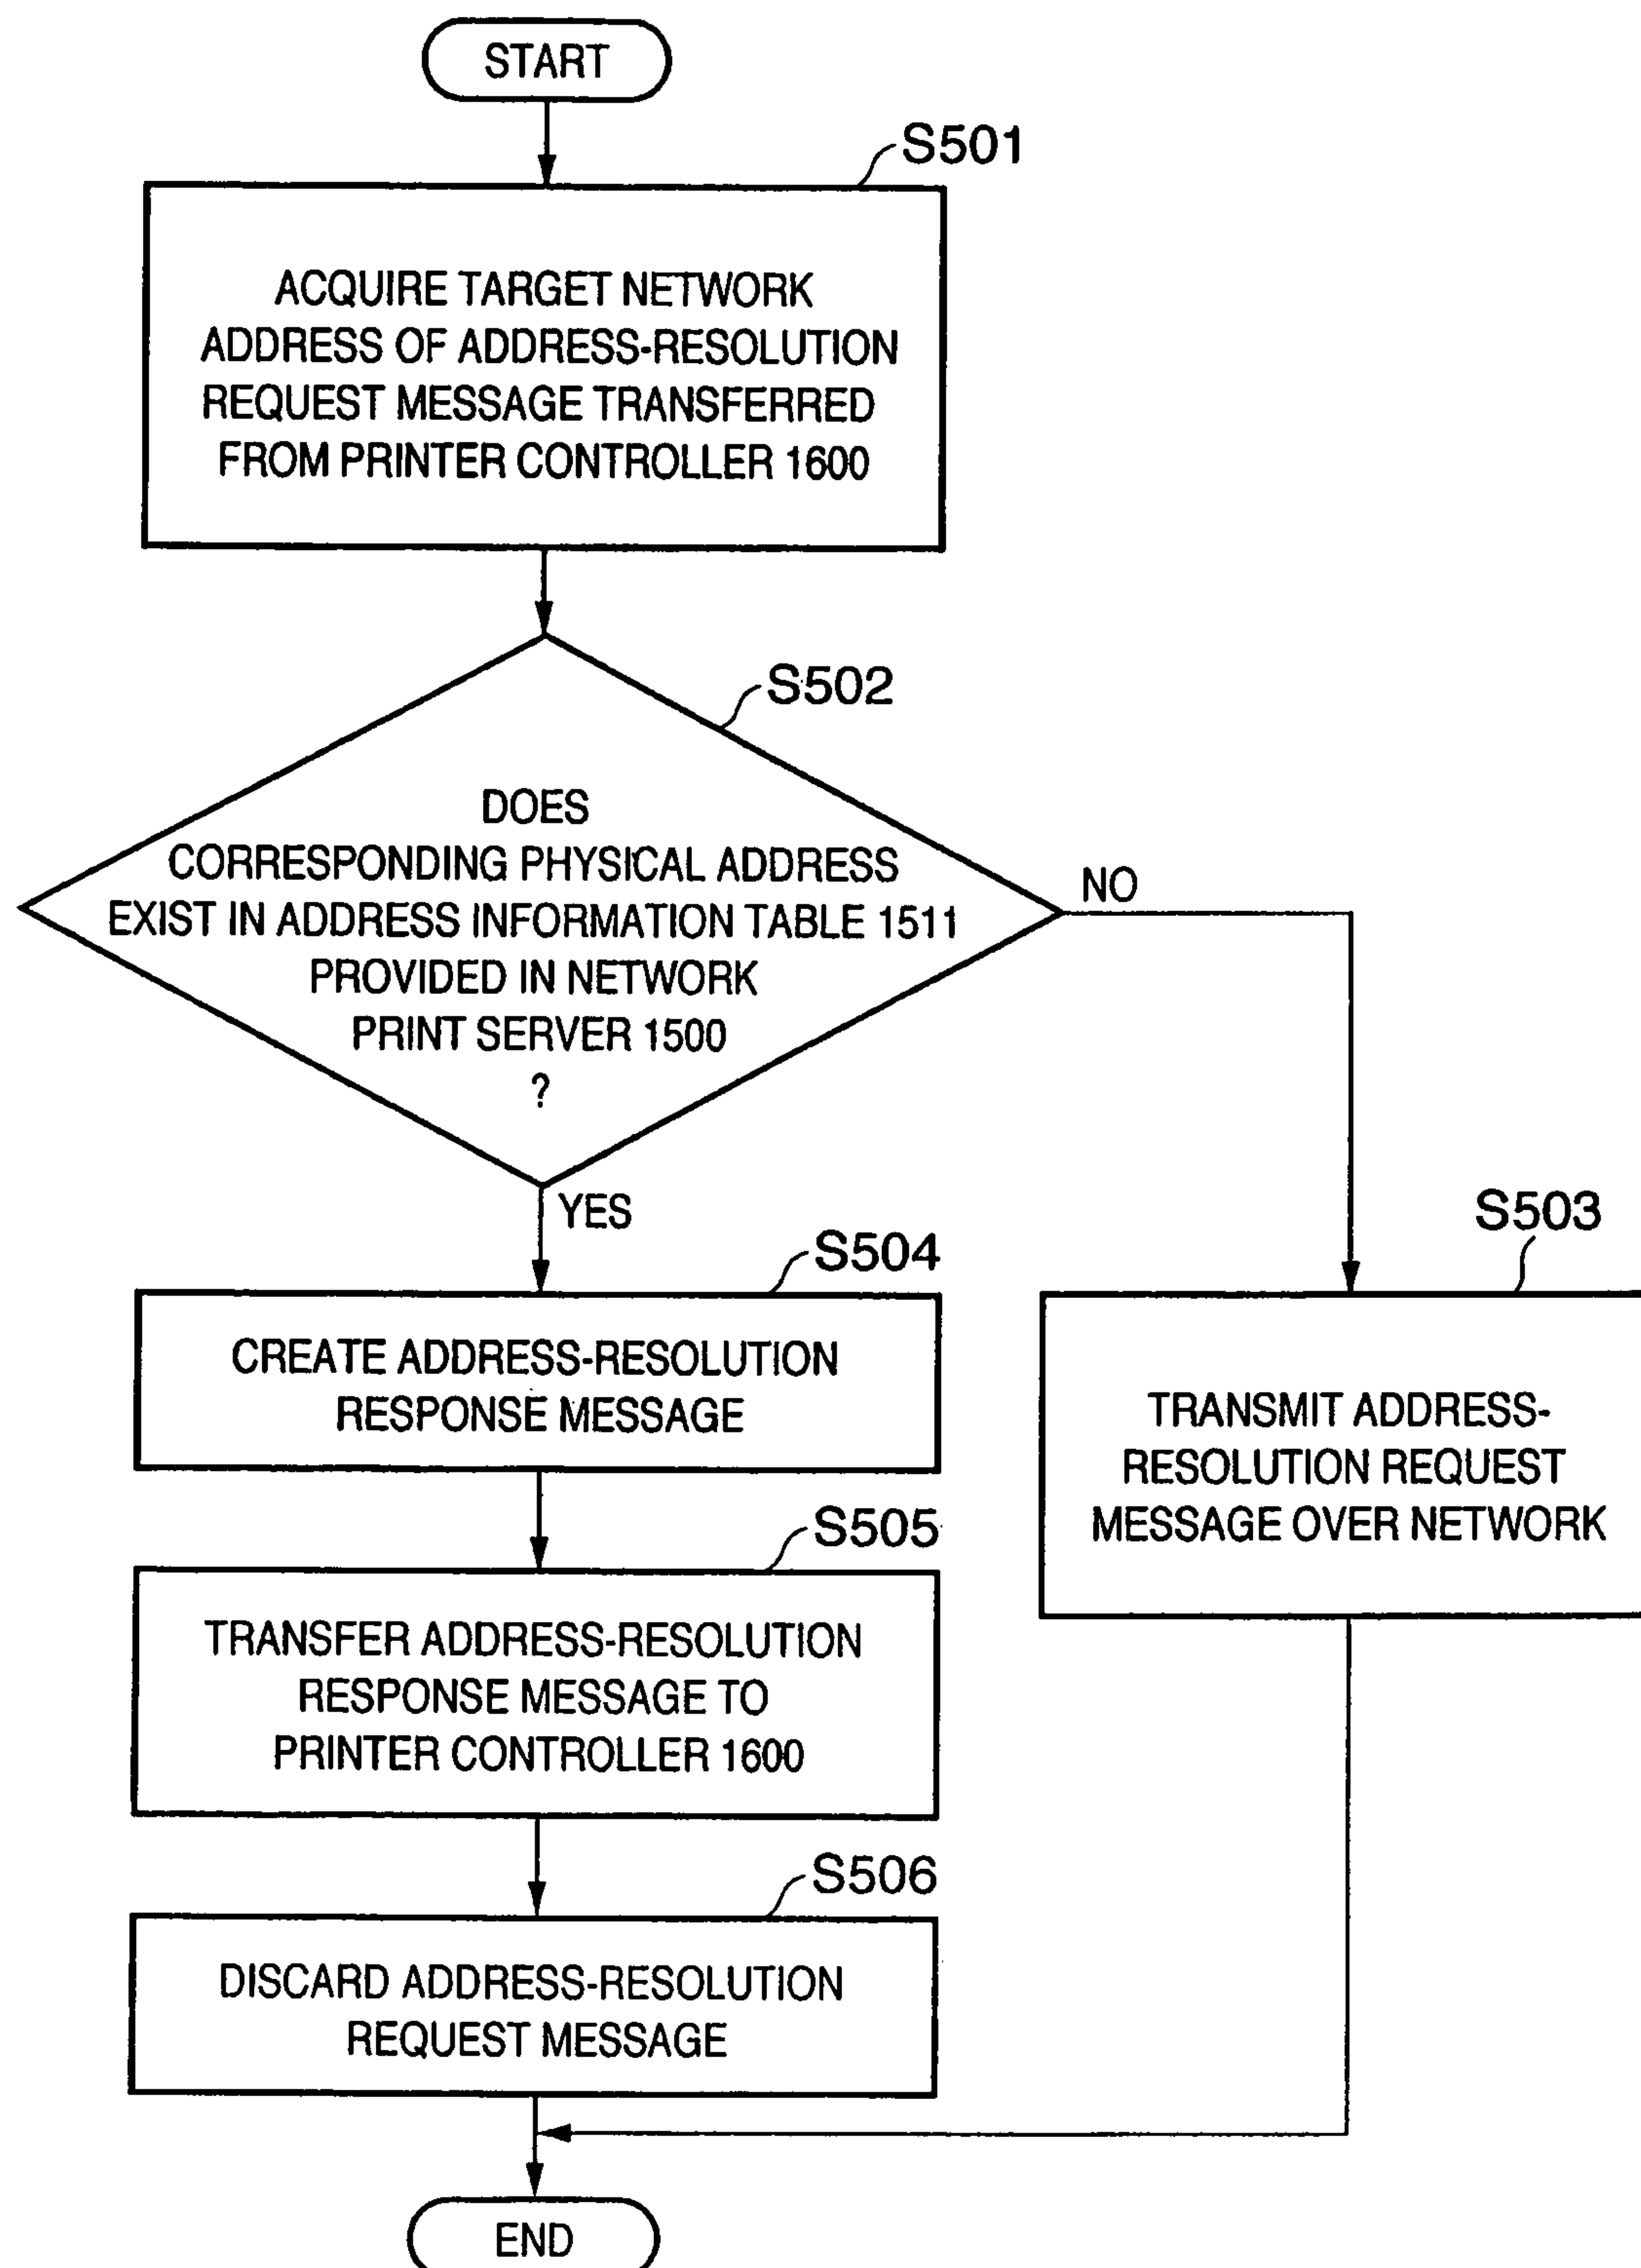 START
S501
ACQUIRE TARGET NETWORK
ADDRESS OF ADDRESS-RESOLUTION
REQUEST MESSAGE TRANSFERRED
FROM PRINTER CONTROLLER 1600
S502
DOES
CORRESPONDING PHYSICAL ADDRESS
EXIST IN ADDRESS INFORMATION TABLE 1511
PROVIDED IN NETWORK
PRINT SERVER 1500
?
NO
YES
S503
TRANSMIT ADDRESS-
RESOLUTION REQUEST
MESSAGE OVER NETWORK
S504
CREATE ADDRESS-RESOLUTION
RESPONSE MESSAGE
S505
TRANSFER ADDRESS-RESOLUTION
RESPONSE MESSAGE TO
PRINTER CONTROLLER 1600
S506
DISCARD ADDRESS-RESOLUTION
REQUEST MESSAGE
END